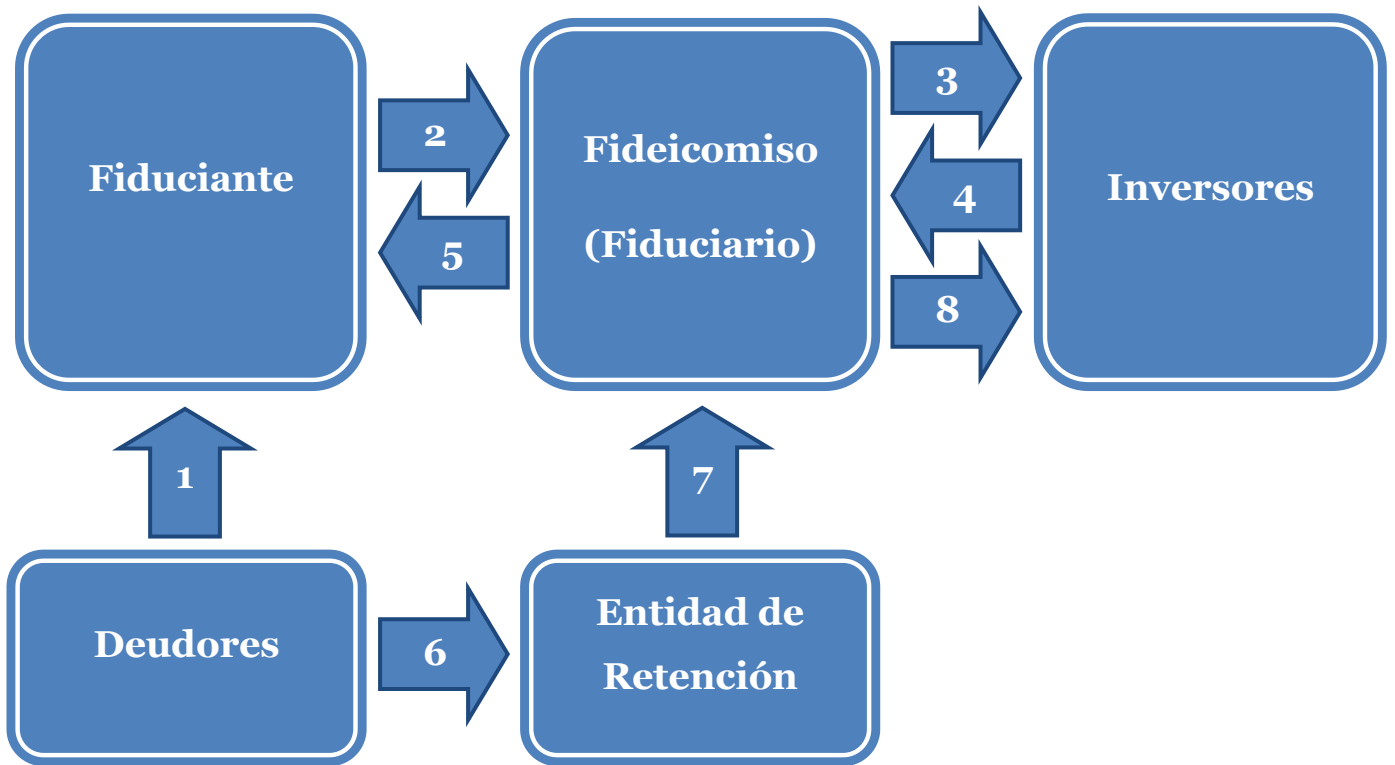 Fiduciante
2
5
Fideicomiso
(Fiduciario)
3
4
8
Inversores
1
7
Deudores
6
Entidad de
Retención